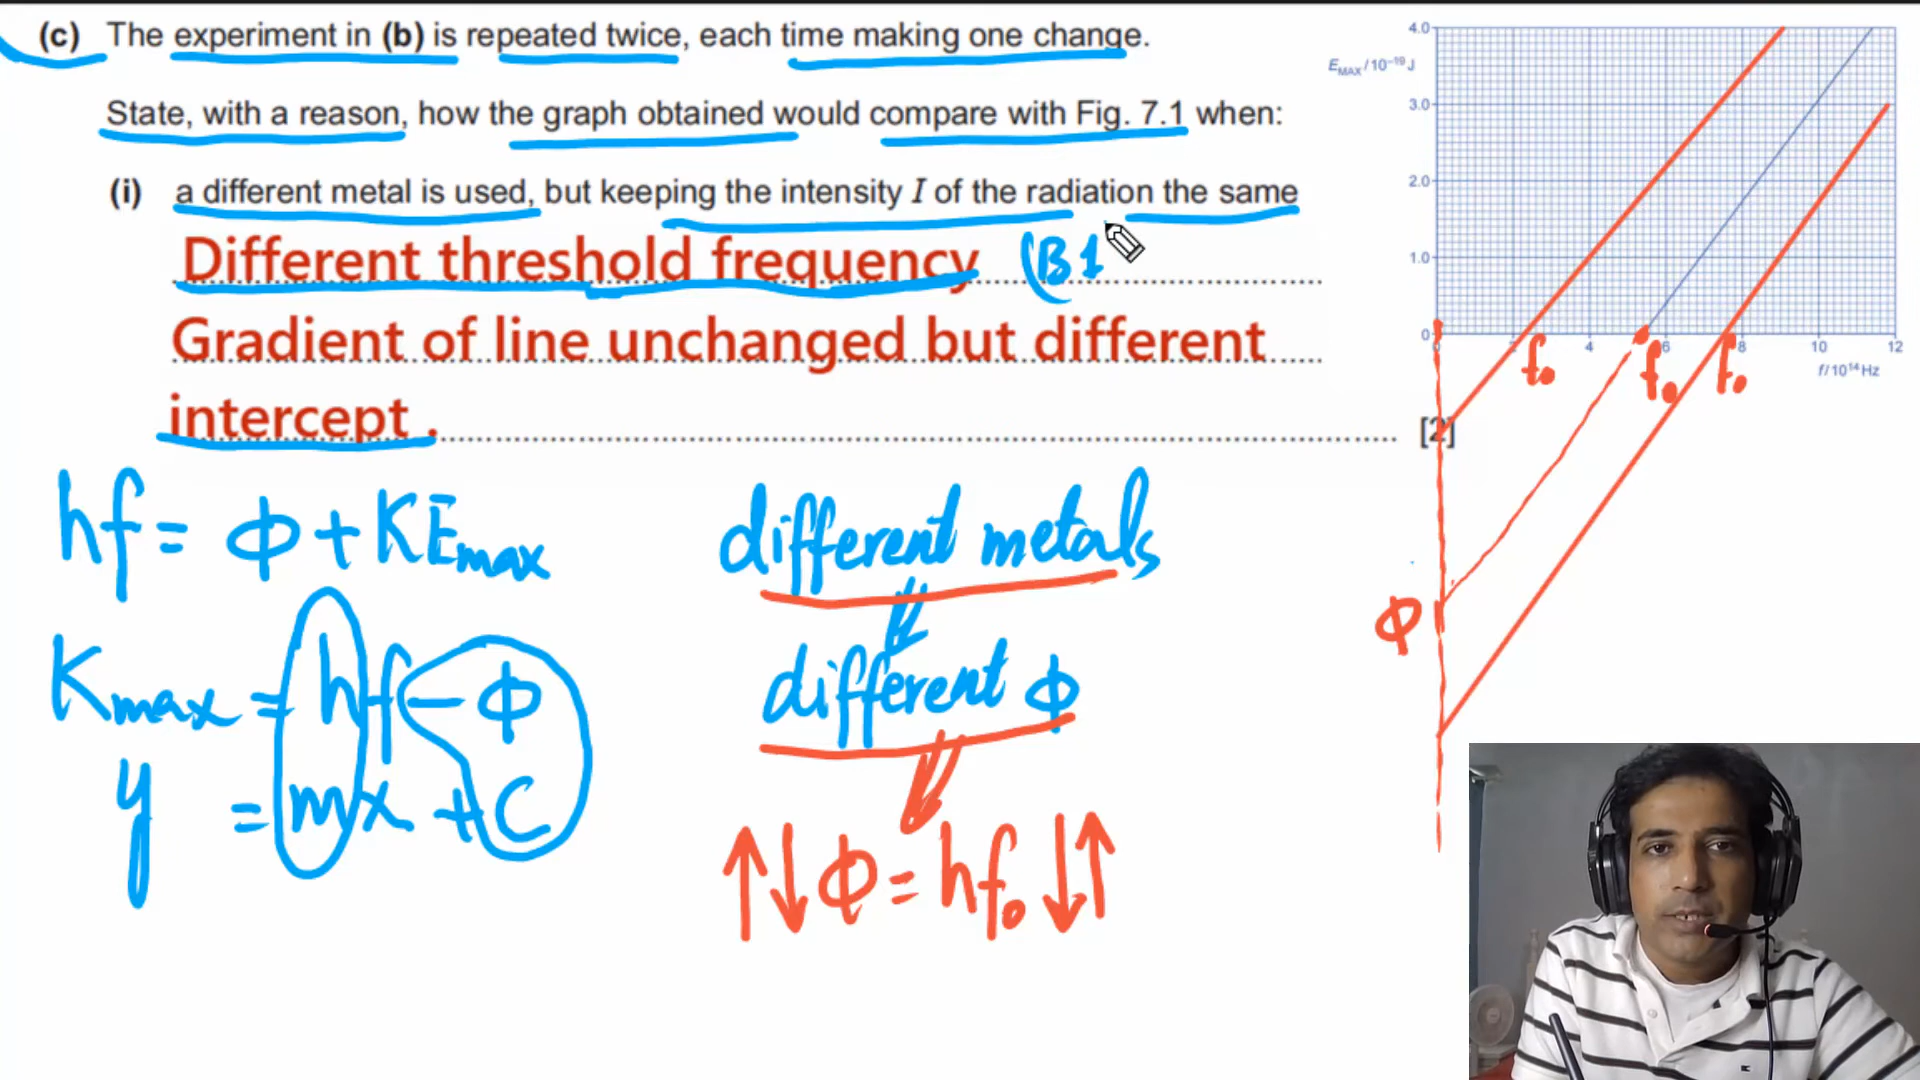 (c) The experiment in (b) is repeated twice, each time making one change.
State, with a reason, how the graph obtained would compare with Fig. 7.1 when:
(i) a different metal is used, but keeping the intensity I of the radiation the same
Different threshold frequency (B1
Gradient of line unchanged but different
intercept.
[2]
hf = Φ + KEmax
Kmax = hf − Φ
y = mx + C
different metals
different Φ
↑↓ Φ = hf₀ ↓↑
4.0
EMAX / 10⁻¹⁹ J
3.0
2.0
1.0
0
0 2 4 6 8 10 12
f / 10¹⁴ Hz
f₀ f₀ f₀
Φ